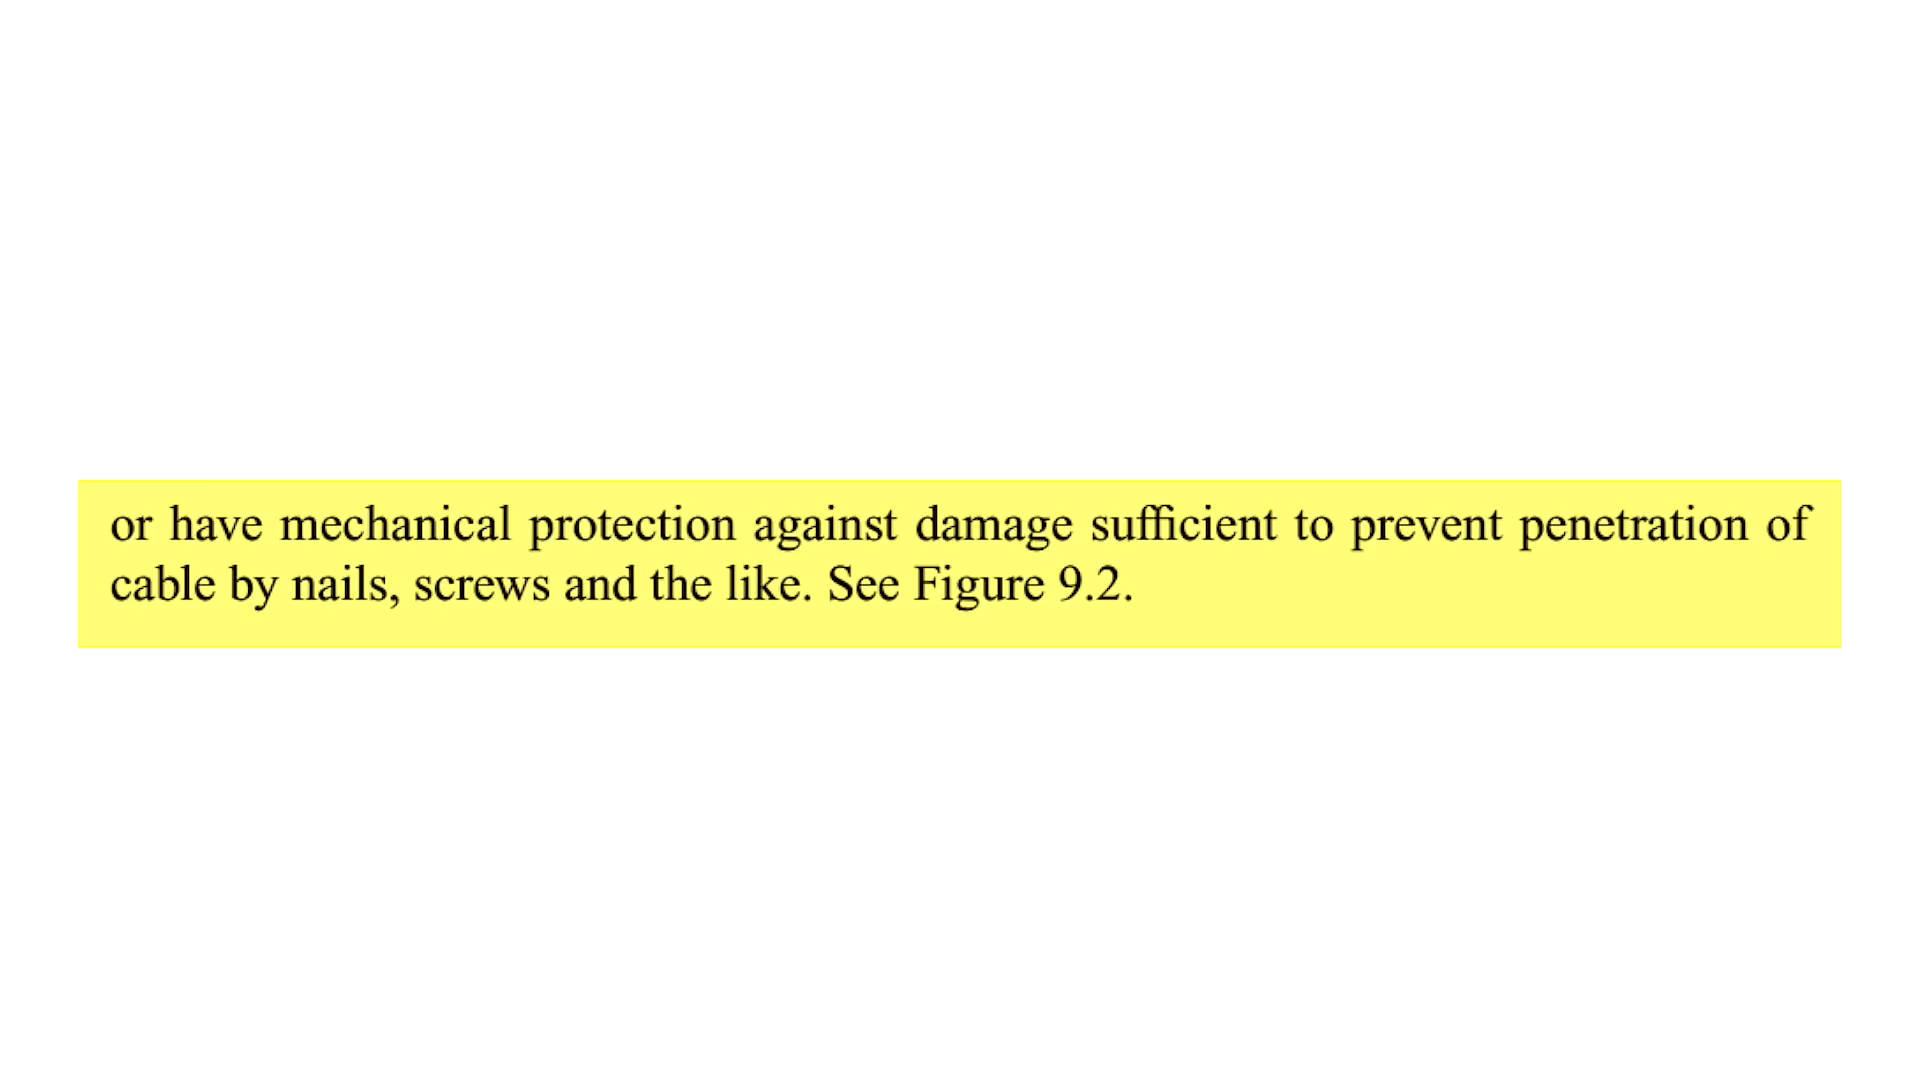 or have mechanical protection against damage sufficient to prevent penetration of
cable by nails, screws and the like. See Figure 9.2.